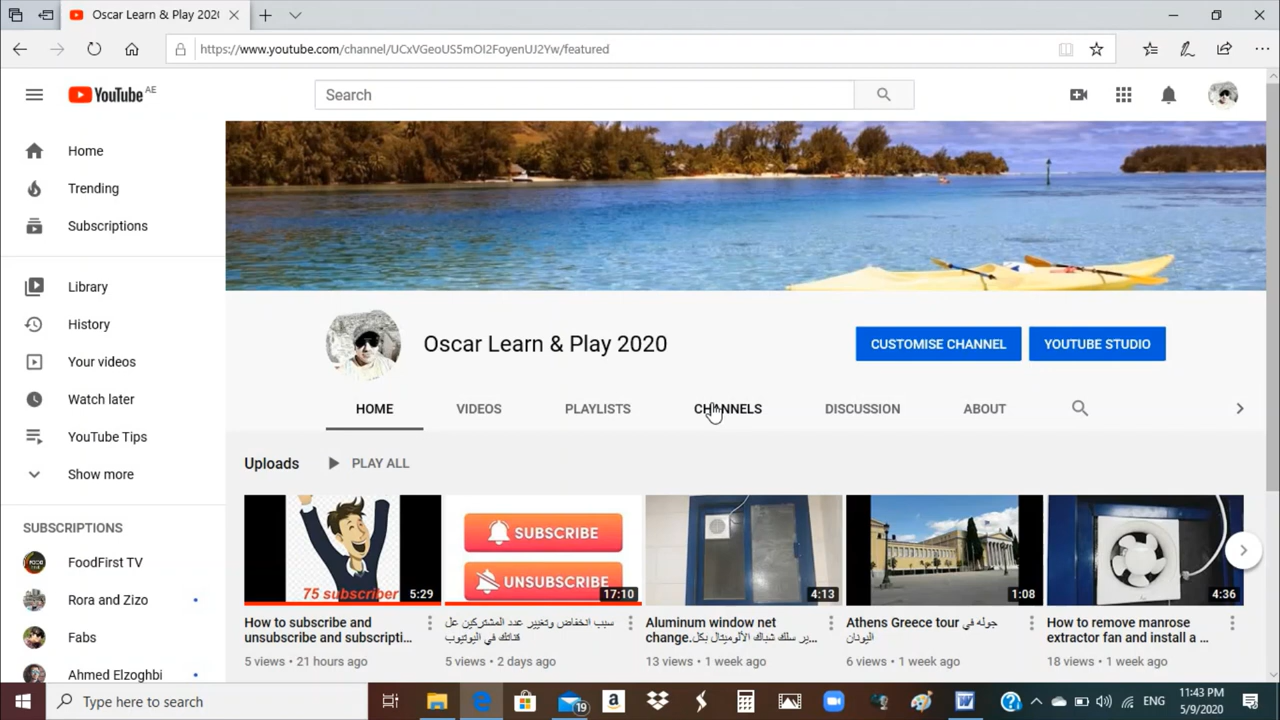 Oscar Learn & Play 202
https://www.youtube.com/channel/UCxVGeoUS5mOI2FoyenUJ2Yw/featured
YouTube AE
Search
Home
Trending
Subscriptions
Library
History
Your videos
Watch later
YouTube Tips
Show more
SUBSCRIPTIONS
FoodFirst TV
Rora and Zizo
Fabs
Ahmed Elzoghbi
Oscar Learn & Play 2020
CUSTOMISE CHANNEL
YOUTUBE STUDIO
HOME
VIDEOS
PLAYLISTS
CHANNELS
DISCUSSION
ABOUT
Uploads
PLAY ALL
75 subscriber
5:29
How to subscribe and
unsubscribe and subscripti...
5 views • 21 hours ago
SUBSCRIBE
UNSUBSCRIBE
17:10
سبب انخفاض وتغيير عدد المشتركين عل
قناتك في اليوتيوب
5 views • 2 days ago
4:13
Aluminum window net
change.ير سلك شباك الألوميتال بكل...
13 views • 1 week ago
1:08
Athens Greece tour جوله في
اليونان
6 views • 1 week ago
4:36
How to remove manrose
extractor fan and install a ...
18 views • 1 week ago
Type here to search
19
ENG
11:43 PM
5/9/2020